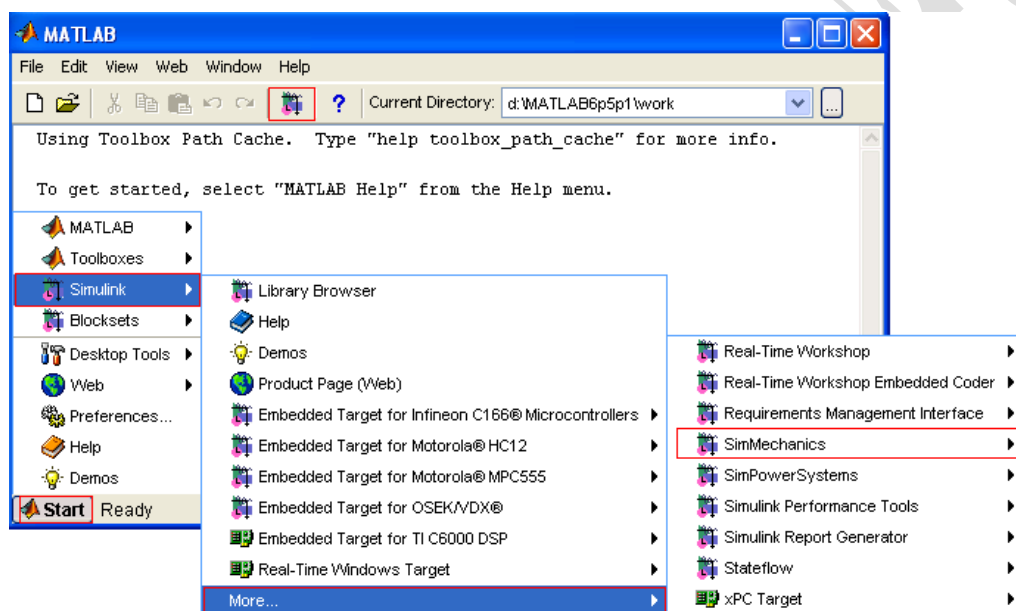 MATLAB
File Edit View Web Window Help
Current Directory: d:\MATLAB6p5p1\work
...
Using Toolbox Path Cache. Type "help toolbox_path_cache" for more info.
To get started, select "MATLAB Help" from the Help menu.
MATLAB
Toolboxes
Simulink
Blocksets
Desktop Tools
Web
Preferences...
Help
Demos
Start Ready
Library Browser
Help
Demos
Product Page (Web)
Embedded Target for Infineon C166® Microcontrollers
Embedded Target for Motorola® HC12
Embedded Target for Motorola® MPC555
Embedded Target for OSEK/VDX®
Embedded Target for TI C6000 DSP
Real-Time Windows Target
More...
Real-Time Workshop
Real-Time Workshop Embedded Coder
Requirements Management Interface
SimMechanics
SimPowerSystems
Simulink Performance Tools
Simulink Report Generator
Stateflow
xPC Target